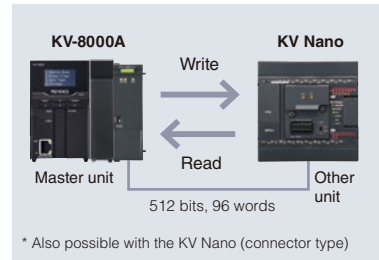 KV-8000A
KV Nano
Write
Read
Master unit
Other
unit
512 bits, 96 words
* Also possible with the KV Nano (connector type)